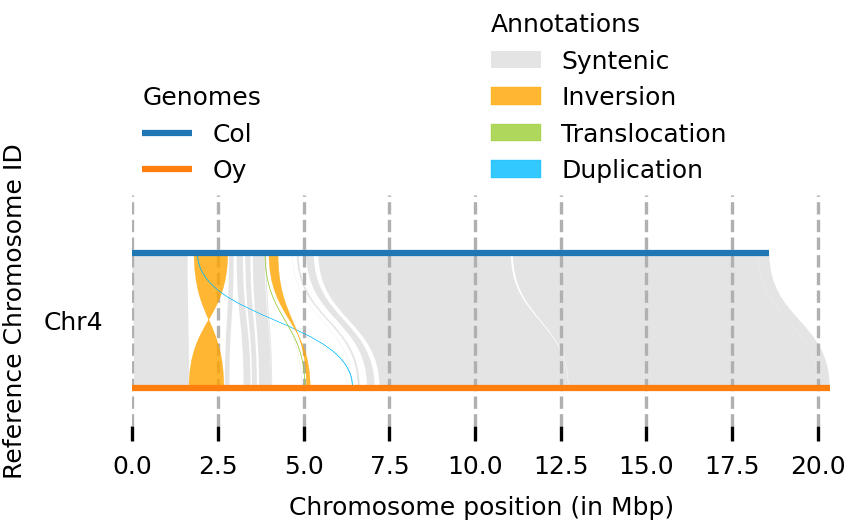 Annotations
Syntenic
Inversion
Translocation
Duplication
Genomes
Col
Oy
Reference Chromosome ID
Chr4
0.0 2.5 5.0 7.5 10.0 12.5 15.0 17.5 20.0
Chromosome position (in Mbp)